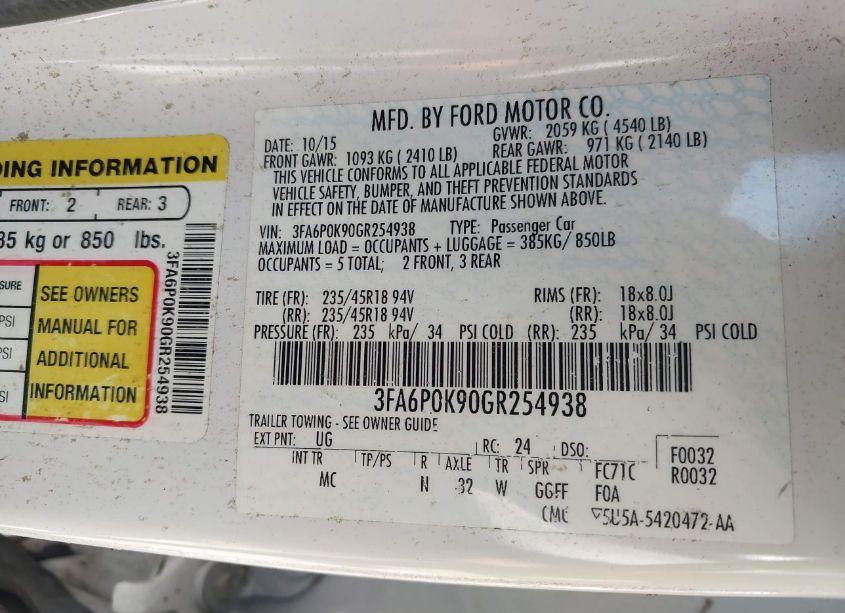 DING INFORMATION
FRONT: 2 REAR: 3
85 kg or 850 lbs.
SURE
PSI
PSI
SI
SEE OWNERS
MANUAL FOR
ADDITIONAL
INFORMATION
3FA6P0K90GR254938
MFD. BY FORD MOTOR CO.
DATE: 10/15 GVWR: 2059 KG ( 4540 LB)
FRONT GAWR: 1093 KG ( 2410 LB) REAR GAWR: 971 KG ( 2140 LB)
THIS VEHICLE CONFORMS TO ALL APPLICABLE FEDERAL MOTOR
VEHICLE SAFETY, BUMPER, AND THEFT PREVENTION STANDARDS
IN EFFECT ON THE DATE OF MANUFACTURE SHOWN ABOVE.
VIN: 3FA6P0K90GR254938 TYPE: Passenger Car
MAXIMUM LOAD = OCCUPANTS + LUGGAGE = 385KG/ 850LB
OCCUPANTS = 5 TOTAL; 2 FRONT, 3 REAR
TIRE (FR): 235/45R18 94V RIMS (FR): 18x8.0J
(RR): 235/45R18 94V (RR): 18x8.0J
PRESSURE (FR): 235 kPa/ 34 PSI COLD (RR): 235 kPa/ 34 PSI COLD
3FA6P0K90GR254938
TRAILER TOWING - SEE OWNER GUIDE
EXT PNT: UG RC: 24 DSO: F0032
INT TR TP/PS R AXLE TR SPR FC71C R0032
MC N 32 W GGFF FOA
CMC 5U5A-5420472-AA